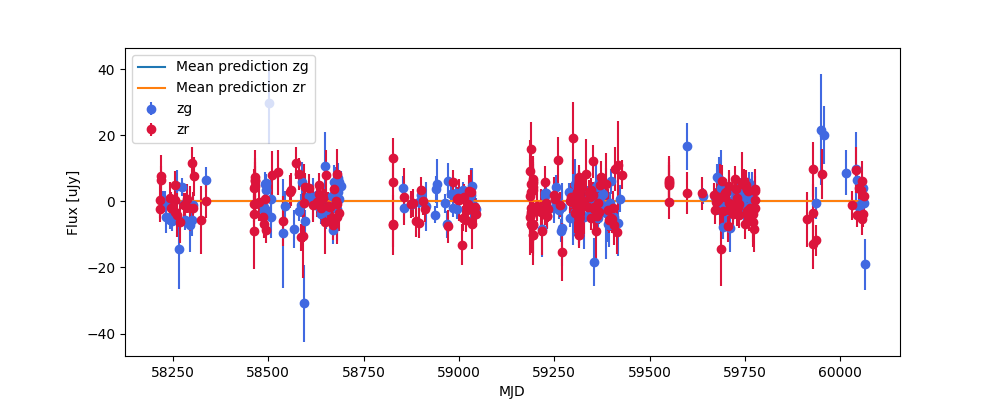 Mean prediction zg
Mean prediction zr
zg
zr
40
20
0
−20
−40
Flux [uJy]
58250
58500
58750
59000
59250
59500
59750
60000
MJD